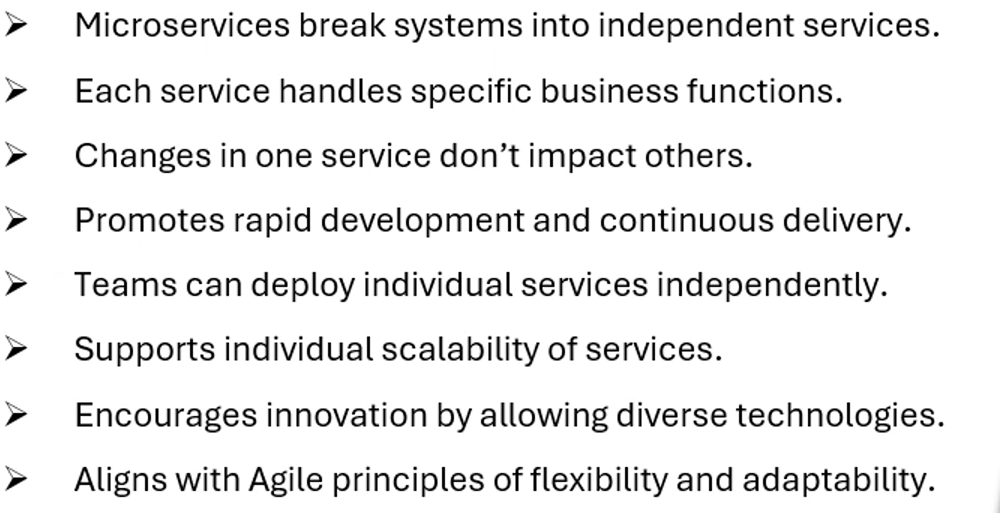 ➢ Microservices break systems into independent services.
➢ Each service handles specific business functions.
➢ Changes in one service don’t impact others.
➢ Promotes rapid development and continuous delivery.
➢ Teams can deploy individual services independently.
➢ Supports individual scalability of services.
➢ Encourages innovation by allowing diverse technologies.
➢ Aligns with Agile principles of flexibility and adaptability.